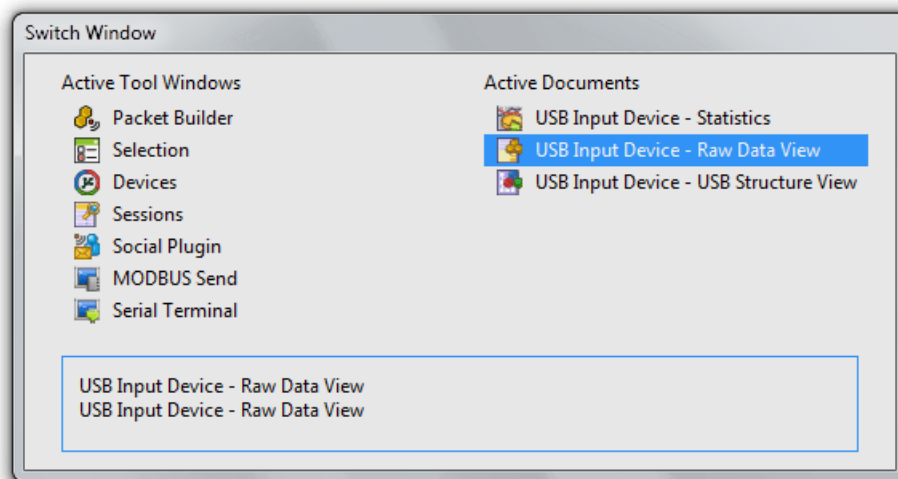 Switch Window
Active Tool Windows
Packet Builder
Selection
Devices
Sessions
Social Plugin
MODBUS Send
Serial Terminal
Active Documents
USB Input Device - Statistics
USB Input Device - Raw Data View
USB Input Device - USB Structure View
USB Input Device - Raw Data View
USB Input Device - Raw Data View